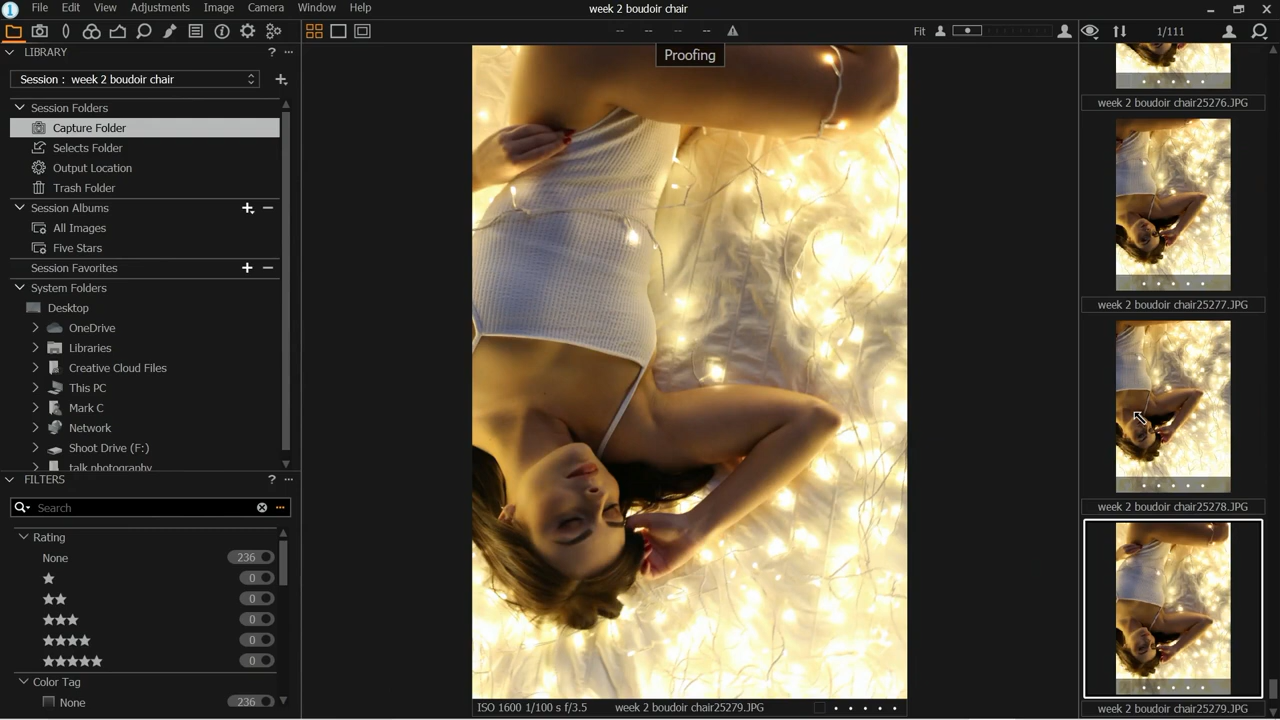 File Edit View Adjustments Image Camera Window Help
week 2 boudoir chair
-- -- -- --
Fit
1/111
Proofing
LIBRARY ? ...
Session : week 2 boudoir chair
Session Folders
Capture Folder
Selects Folder
Output Location
Trash Folder
Session Albums
All Images
Five Stars
Session Favorites
System Folders
Desktop
OneDrive
Libraries
Creative Cloud Files
This PC
Mark C
Network
Shoot Drive (F:)
talk photography
FILTERS ? ...
Search
Rating
None 236
0
0
0
0
0
Color Tag
None 236
ISO 1600 1/100 s f/3.5 week 2 boudoir chair25279.JPG
week 2 boudoir chair25276.JPG
week 2 boudoir chair25277.JPG
week 2 boudoir chair25278.JPG
week 2 boudoir chair25279.JPG